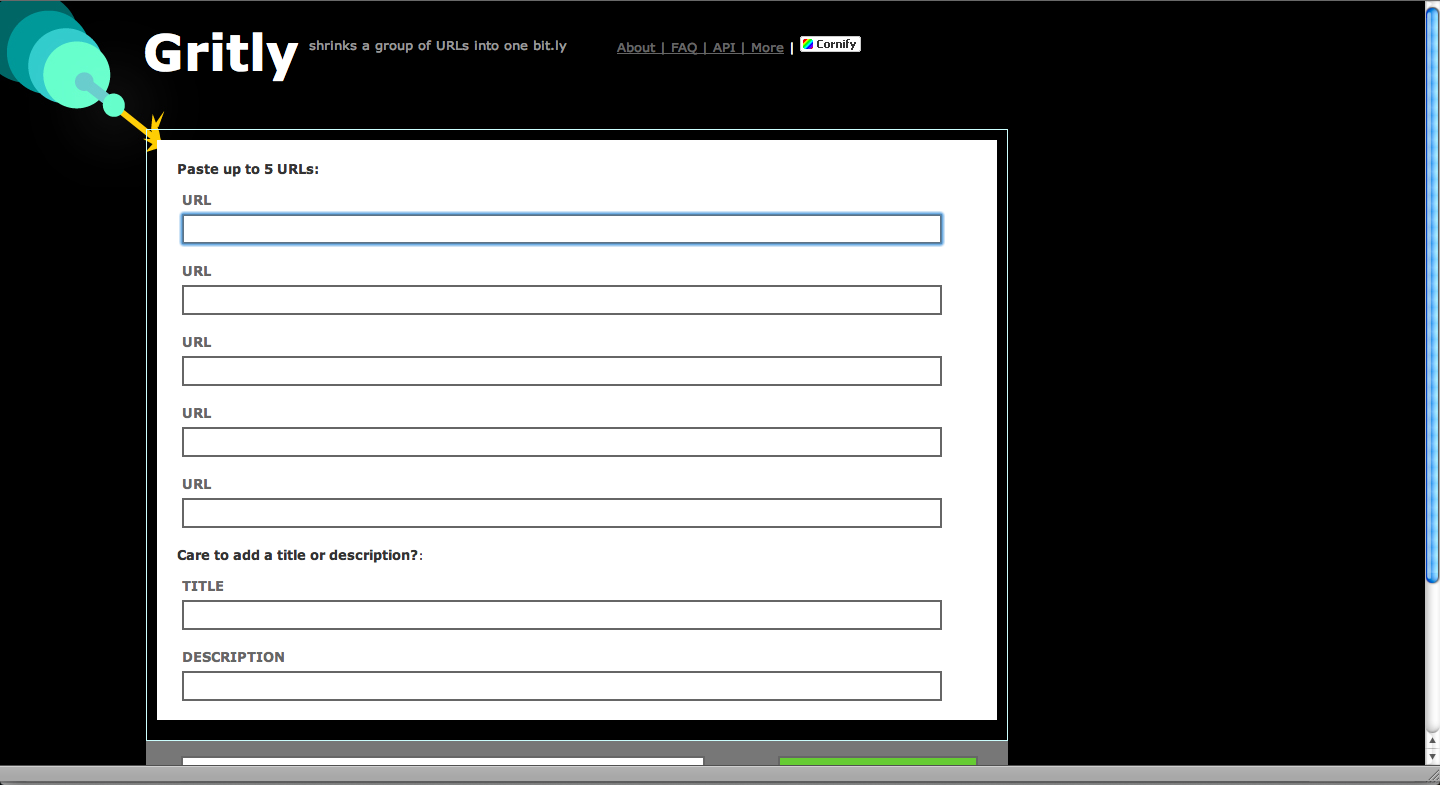 Gritly shrinks a group of URLs into one bit.ly About | FAQ | API | More | Cornify
Paste up to 5 URLs:
URL
URL
URL
URL
URL
Care to add a title or description?:
TITLE
DESCRIPTION